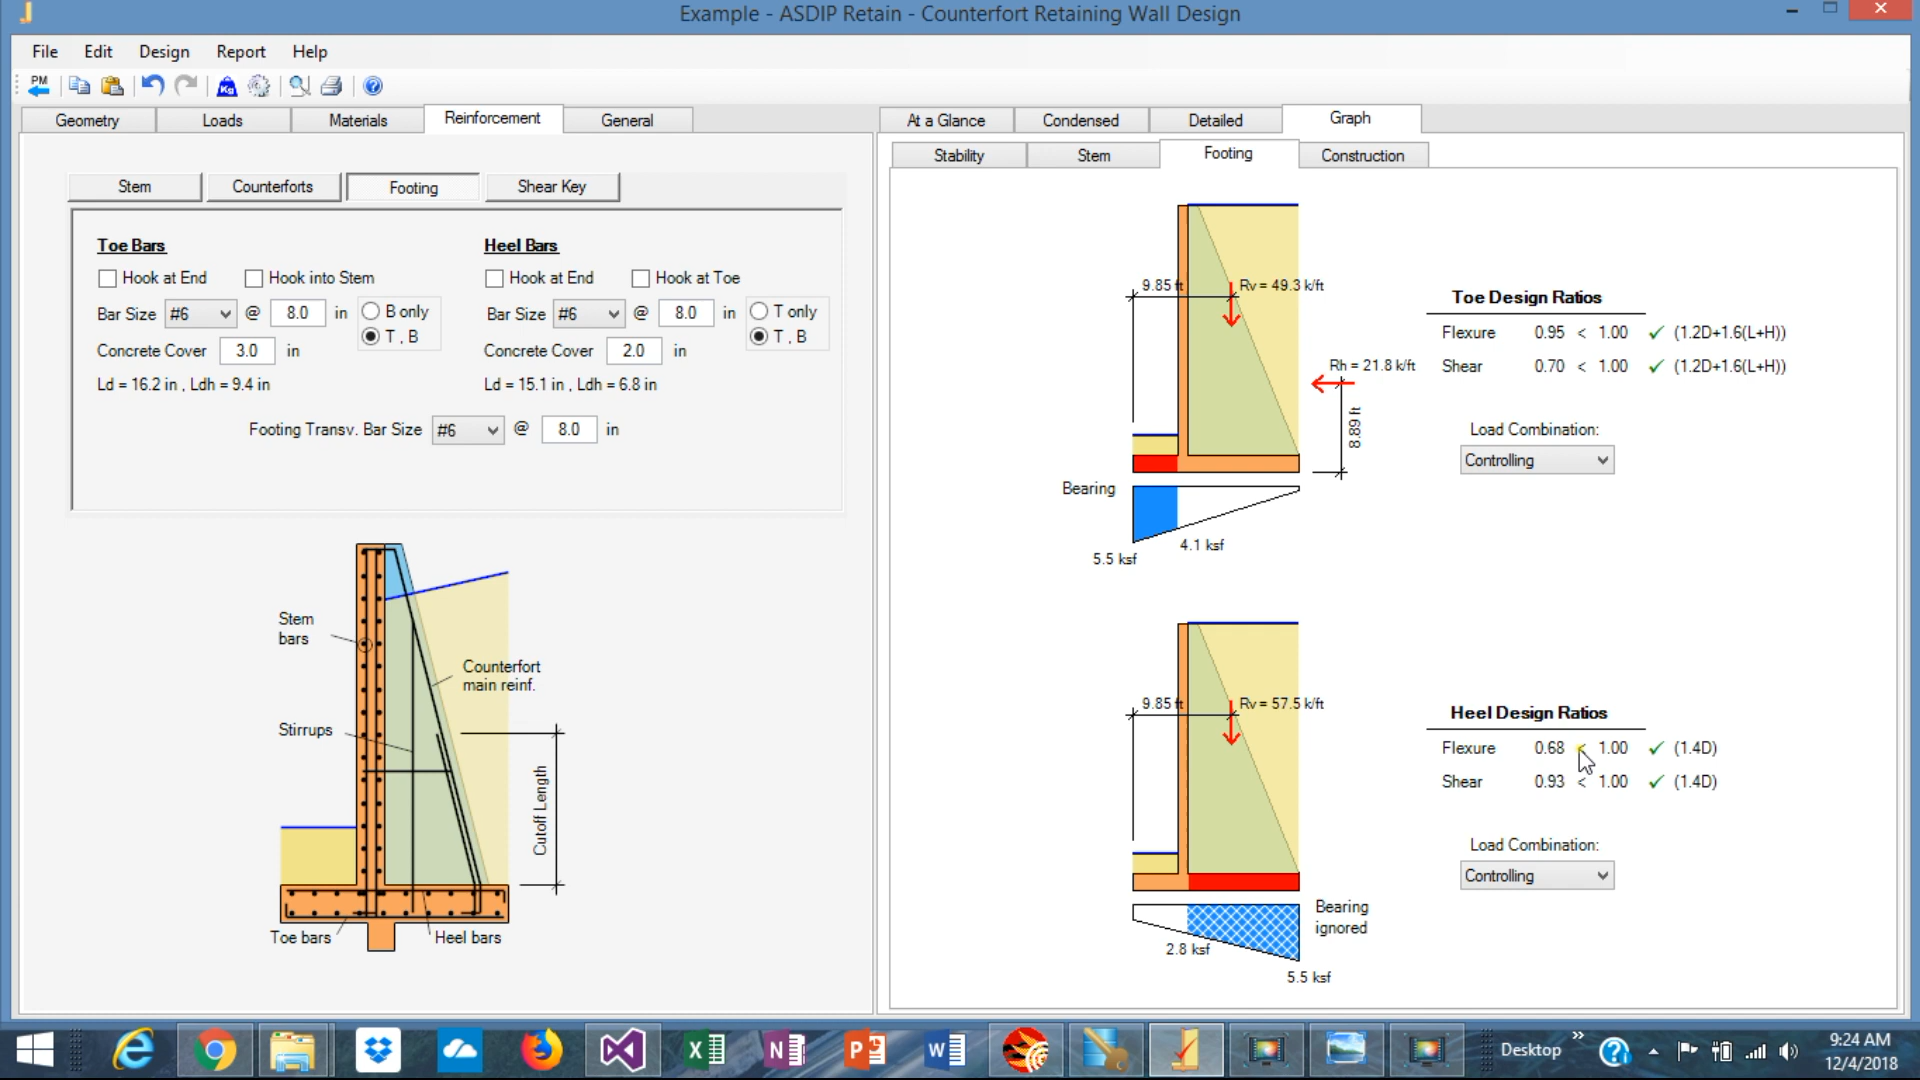 Example - ASDIP Retain - Counterfort Retaining Wall Design
File Edit Design Report Help
PM
Kg
Geometry Loads Materials Reinforcement General
At a Glance Condensed Detailed Graph
Stability Stem Footing Construction
Stem Counterforts Footing Shear Key
Toe Bars
Hook at End Hook into Stem
Bar Size #6 @ 8.0 in B only
T , B
Concrete Cover 3.0 in
Ld = 16.2 in , Ldh = 9.4 in
Heel Bars
Hook at End Hook at Toe
Bar Size #6 @ 8.0 in T only
T , B
Concrete Cover 2.0 in
Ld = 15.1 in , Ldh = 6.8 in
Footing Transv. Bar Size #6 @ 8.0 in
Stem
bars
Counterfort
main reinf.
Stirrups
Cutoff Length
Toe bars
Heel bars
9.85 ft
Rv = 49.3 k/ft
Rh = 21.8 k/ft
8.89 ft
Bearing
4.1 ksf
5.5 ksf
Toe Design Ratios
Flexure 0.95 < 1.00 ✓ (1.2D+1.6(L+H))
Shear 0.70 < 1.00 ✓ (1.2D+1.6(L+H))
Load Combination:
Controlling
9.85 ft
Rv = 57.5 k/ft
Bearing
ignored
2.8 ksf
5.5 ksf
Heel Design Ratios
Flexure 0.68 < 1.00 ✓ (1.4D)
Shear 0.93 < 1.00 ✓ (1.4D)
Load Combination:
Controlling
Desktop
9:24 AM
12/4/2018